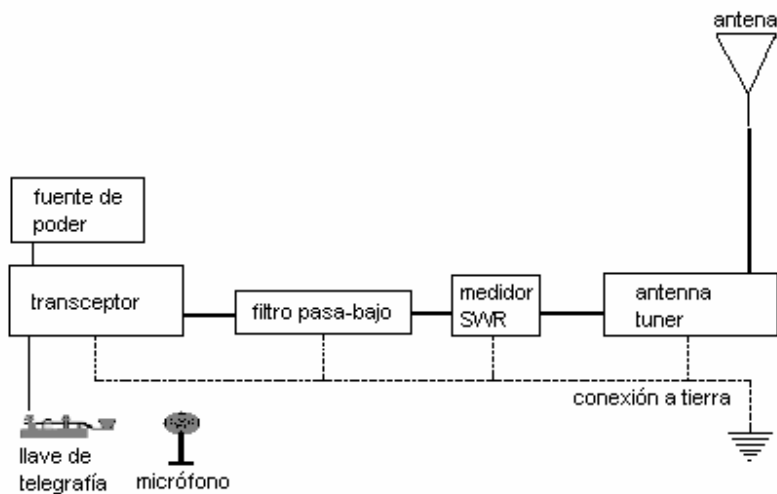 antena
fuente de
poder
transceptor
filtro pasa-bajo
medidor
SWR
antenna
tuner
conexión a tierra
llave de
telegrafía
micrófono